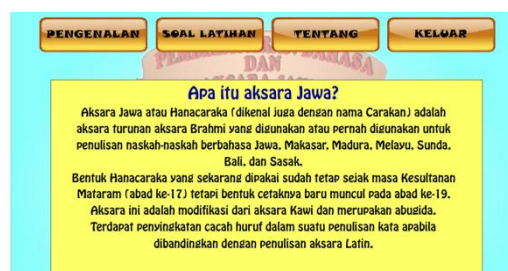 PENGENALAN
SOAL LATIHAN
TENTANG
KELUAR
DAN
Apa itu aksara Jawa?
Aksara Jawa atau Hanacaraka (dikenal juga dengan nama Carakan) adalah
aksara turunan aksara Brahmi yang digunakan atau pernah digunakan untuk
penulisan naskah-naskah berbahasa Jawa, Makasar, Madura, Melayu, Sunda,
Bali, dan Sasak.
Bentuk Hanacaraka yang sekarang dipakai sudah tetap sejak masa Kesultanan
Mataram (abad ke-17) tetapi bentuk cetaknya baru muncul pada abad ke-19.
Aksara ini adalah modifikasi dari aksara Kawi dan merupakan abugida.
Terdapat penyingkatan cacah huruf dalam suatu penulisan kata apabila
dibandingkan dengan penulisan aksara Latin.